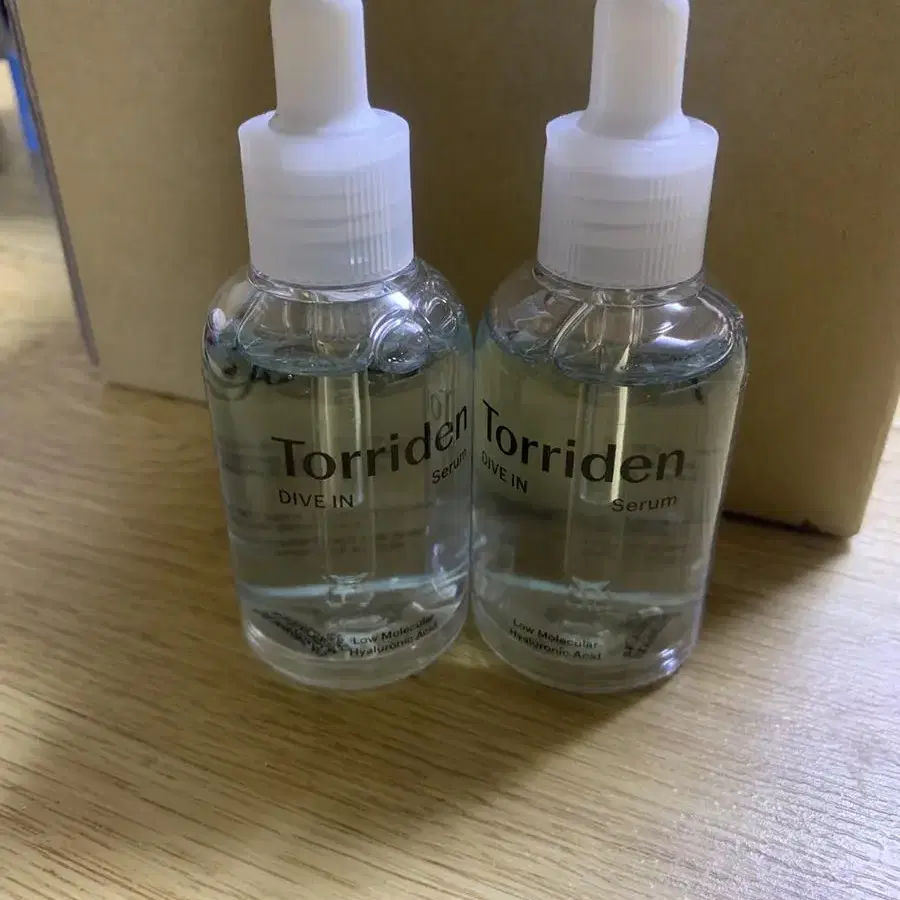 Torriden
DIVE IN
Serum
Low Molecular
Hyaluronic Acid
Torriden
DIVE IN
Serum
Low Molecular
Hyaluronic Acid